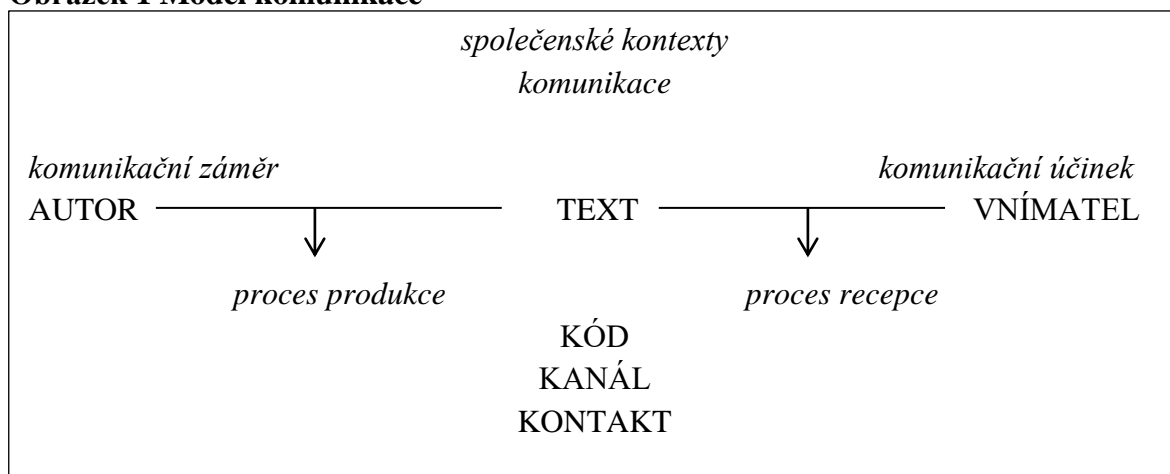 Obrázek 1 Model komunikace
společenské kontexty
komunikace
komunikační záměr komunikační účinek
AUTOR TEXT VNÍMATEL
proces produkce proces recepce
KÓD
KANÁL
KONTAKT